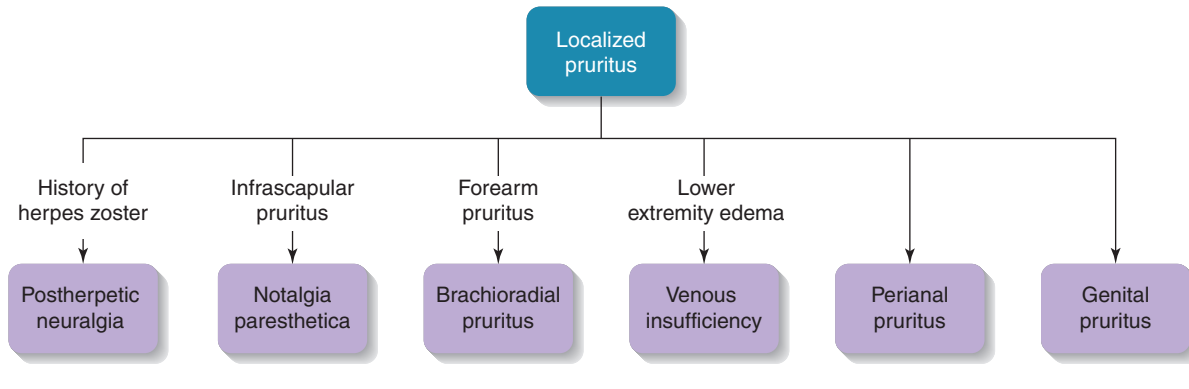 Localized
pruritus
History of
herpes zoster
Infrascapular
pruritus
Forearm
pruritus
Lower
extremity edema
Postherpetic
neuralgia
Notalgia
paresthetica
Brachioradial
pruritus
Venous
insufficiency
Perianal
pruritus
Genital
pruritus